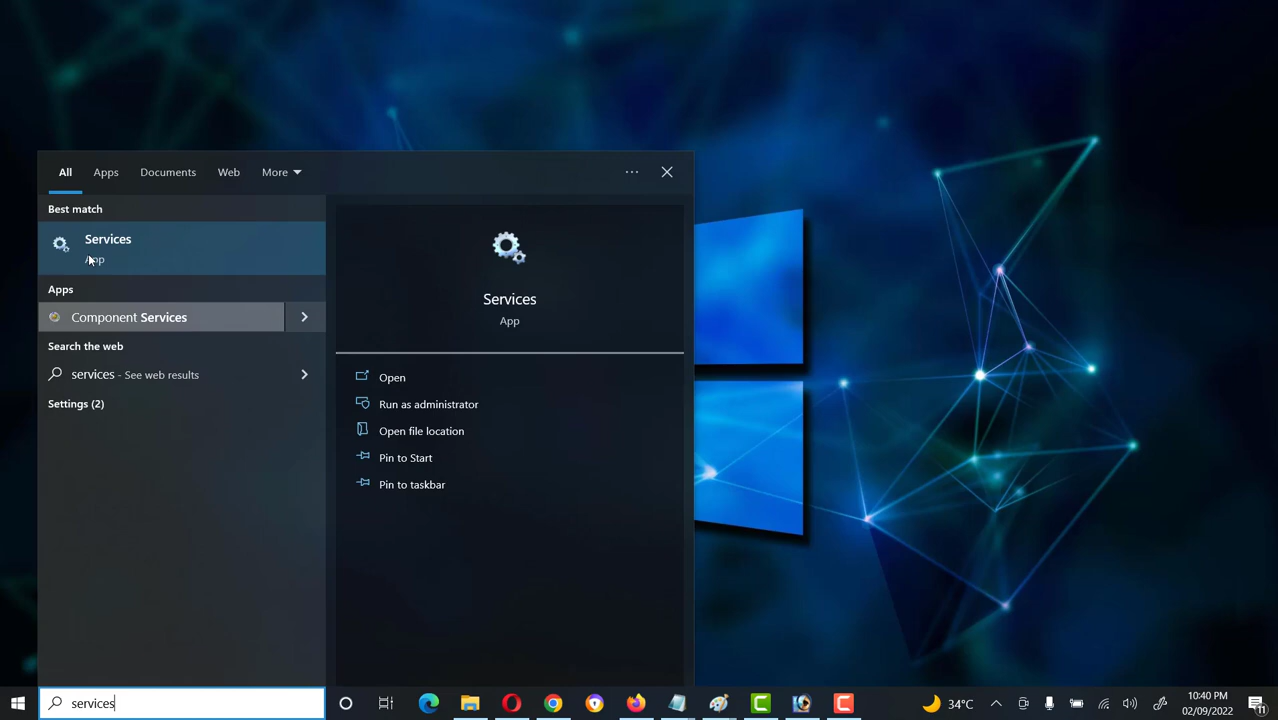 All Apps Documents Web More
Best match
Services
App
Apps
Component Services
Search the web
services - See web results
Settings (2)
Services
App
Open
Run as administrator
Open file location
Pin to Start
Pin to taskbar
services
34°C
10:40 PM
02/09/2022
11